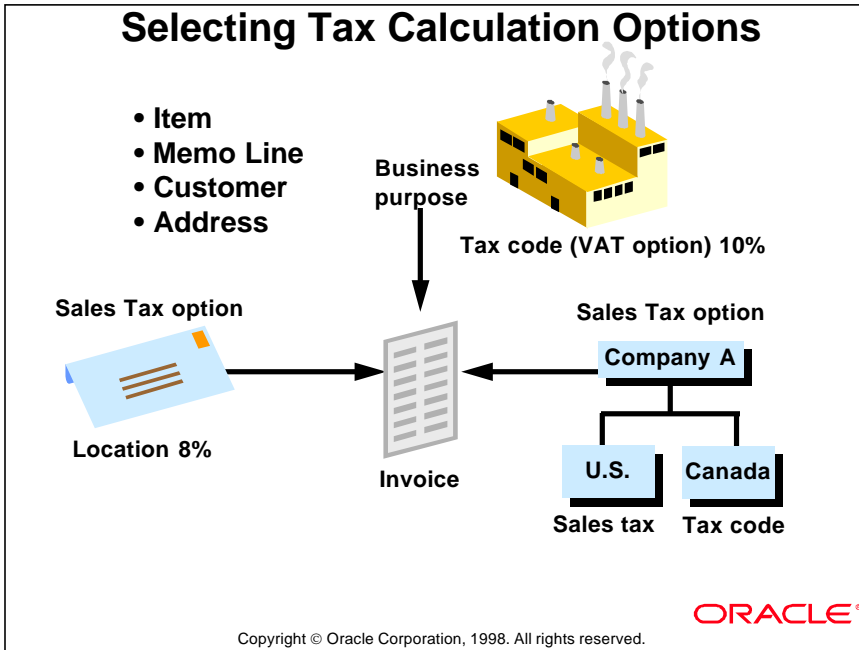 Selecting Tax Calculation Options
• Item
• Memo Line
• Customer
• Address
Business
purpose
Tax code (VAT option) 10%
Sales Tax option
Location 8%
Invoice
Sales Tax option
Company A
U.S.
Canada
Sales tax
Tax code
ORACLE®
Copyright © Oracle Corporation, 1998. All rights reserved.